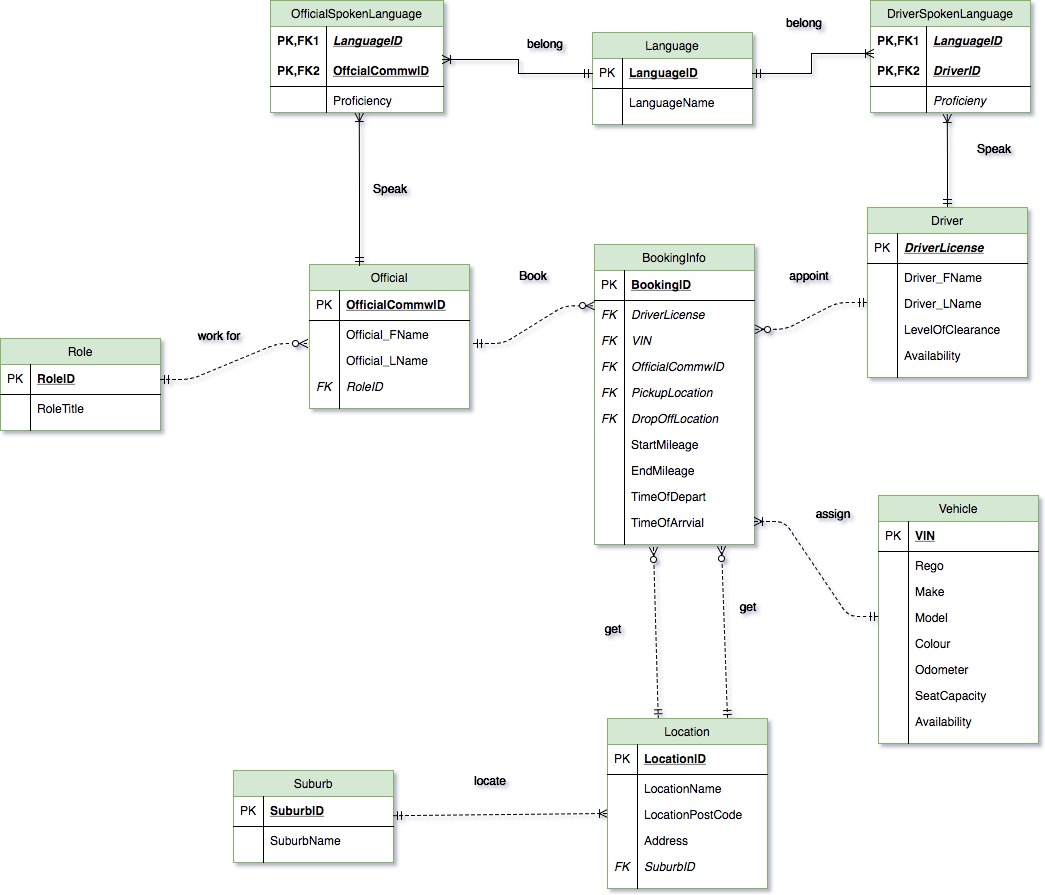 OfficialSpokenLanguage
PK,FK1 LanguageID
PK,FK2 OffcialCommwID
Proficiency
belong
Language
PK LanguageID
LanguageName
belong
DriverSpokenLanguage
PK,FK1 LanguageID
PK,FK2 DriverID
Proficieny
Speak
Speak
Driver
PK DriverLicense
Driver_FName
Driver_LName
LevelOfClearance
Availability
Official
PK OfficialCommwID
Official_FName
Official_LName
FK RoleID
Book
BookingInfo
PK BookingID
FK DriverLicense
FK VIN
FK OfficialCommwID
FK PickupLocation
FK DropOffLocation
StartMileage
EndMileage
TimeOfDepart
TimeOfArrvial
appoint
work for
Role
PK RoleID
RoleTitle
assign
Vehicle
PK VIN
Rego
Make
Model
Colour
Odometer
SeatCapacity
Availability
get
get
Location
PK LocationID
LocationName
LocationPostCode
Address
FK SuburbID
locate
Suburb
PK SuburbID
SuburbName